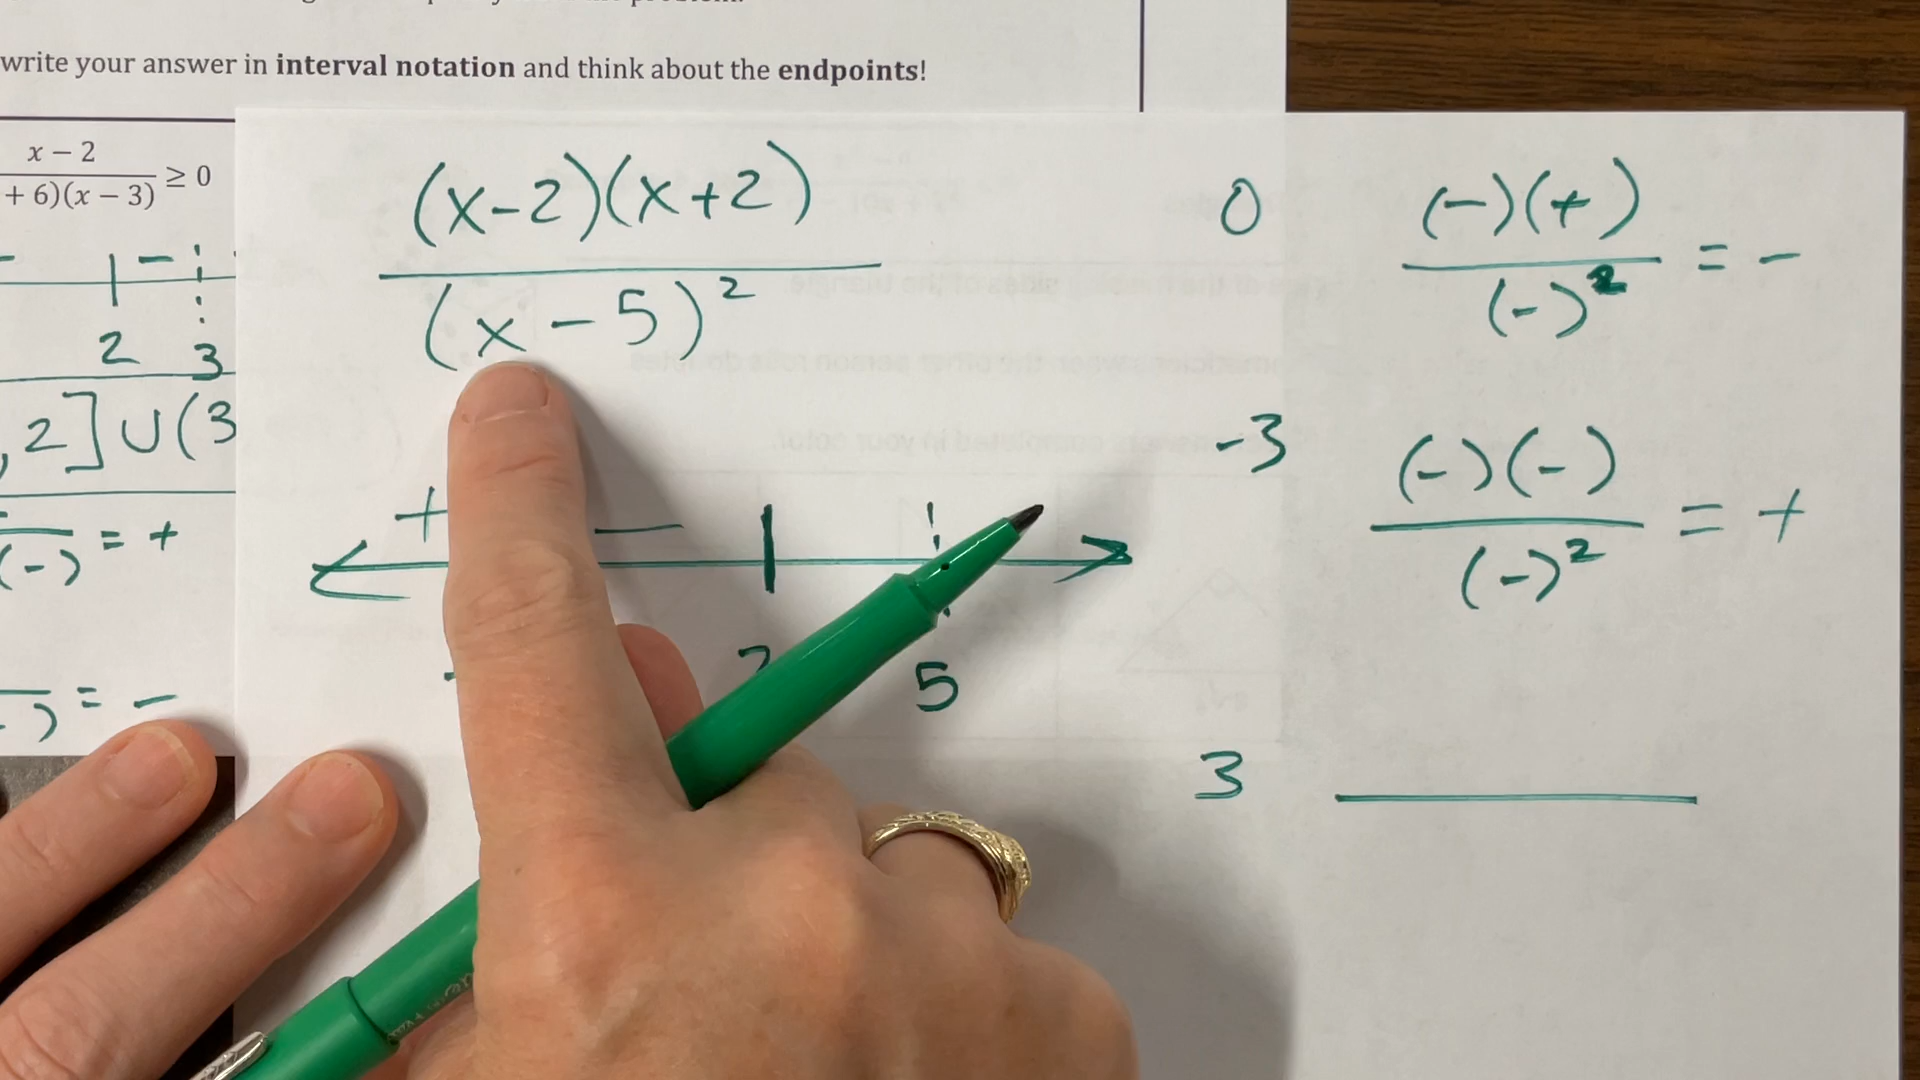 write your answer in interval notation and think about the endpoints!
x − 2
+ 6)(x − 3) ≥ 0
−
2 3
, 2] ∪ (3
(-) = +
) = −
(x-2)(x+2)
(x - 5)²
+ −
2 5
0 (-)(+) = −
(-)²
-3 (-)(-) = +
(-)²
3